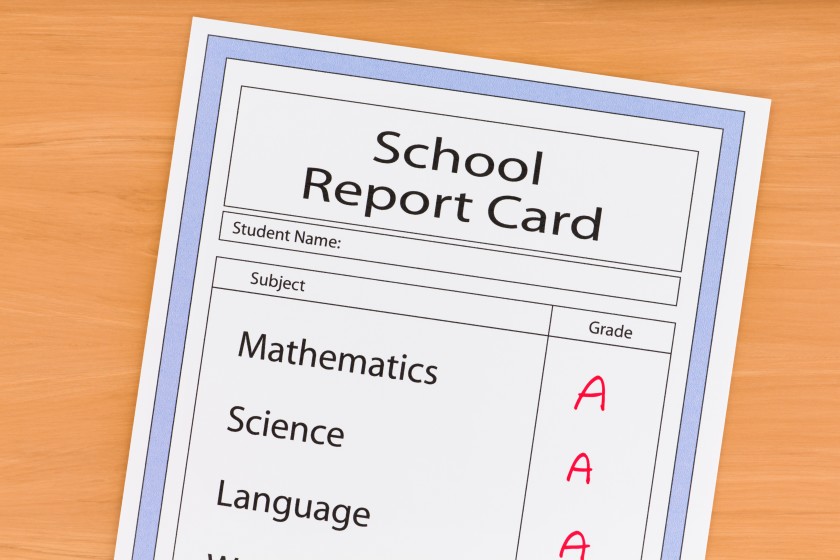 School
Report Card
Student Name:
Subject Grade
Mathematics A
Science A
Language A